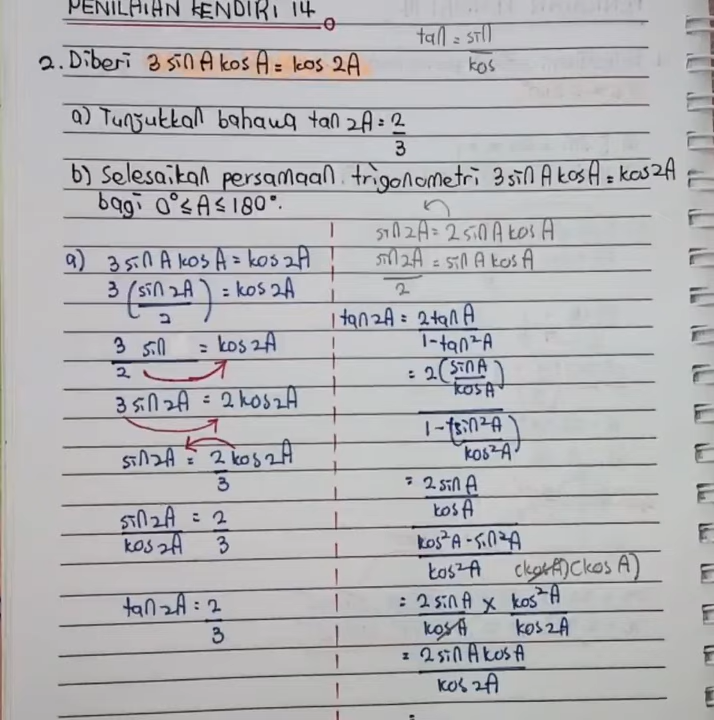 PENILAIAN KENDIRI 14
tan = sin
kos
2. Diberi 3 sin A kos A = kos 2A
a) Tunjukkan bahawa tan 2A = 2
3
b) Selesaikan persamaan trigonometri 3 sin A kos A = kos 2A
bagi 0° ≤ A ≤ 180°.
sin 2A = 2 sin A kos A
sin 2A = sin A kos A
2
a) 3 sin A kos A = kos 2A
3 (sin 2A) = kos 2A
2
3 sin = kos 2A
2
3 sin 2A = 2 kos 2A
sin 2A = 2 kos 2A
3
sin 2A = 2
kos 2A 3
tan 2A = 2
3
tan 2A = 2 tan A
1 - tan² A
= 2 (sin A)
kos A
1 - (sin² A)
kos² A
= 2 sin A
kos A
kos² A - sin² A
kos² A (kos A)(kos A)
= 2 sin A × kos² A
kos A kos 2A
= 2 sin A kos A
kos 2A